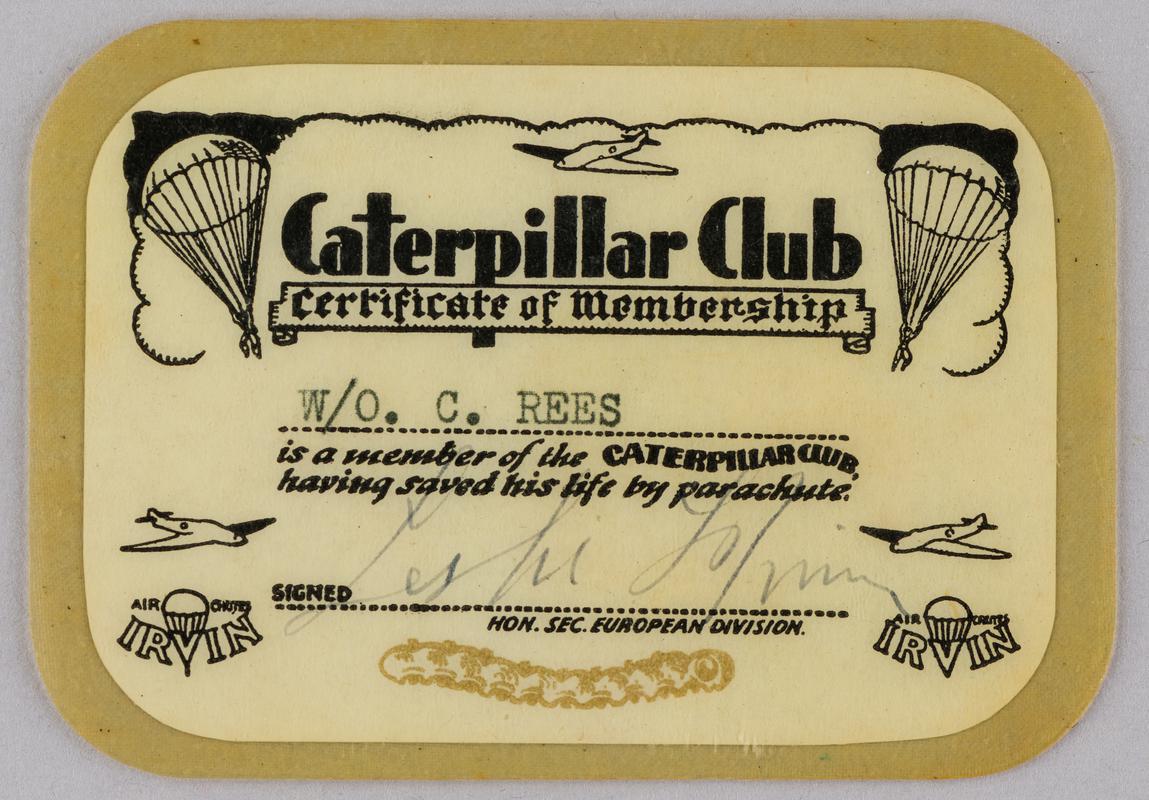 Caterpillar Club
Certificate of Membership
W/O. C. REES
is a member of the CATERPILLAR CLUB,
having saved his life by parachute.
SIGNED
HON. SEC. EUROPEAN DIVISION.
AIR CHUTES
IRVIN
AIR CHUTES
IRVIN